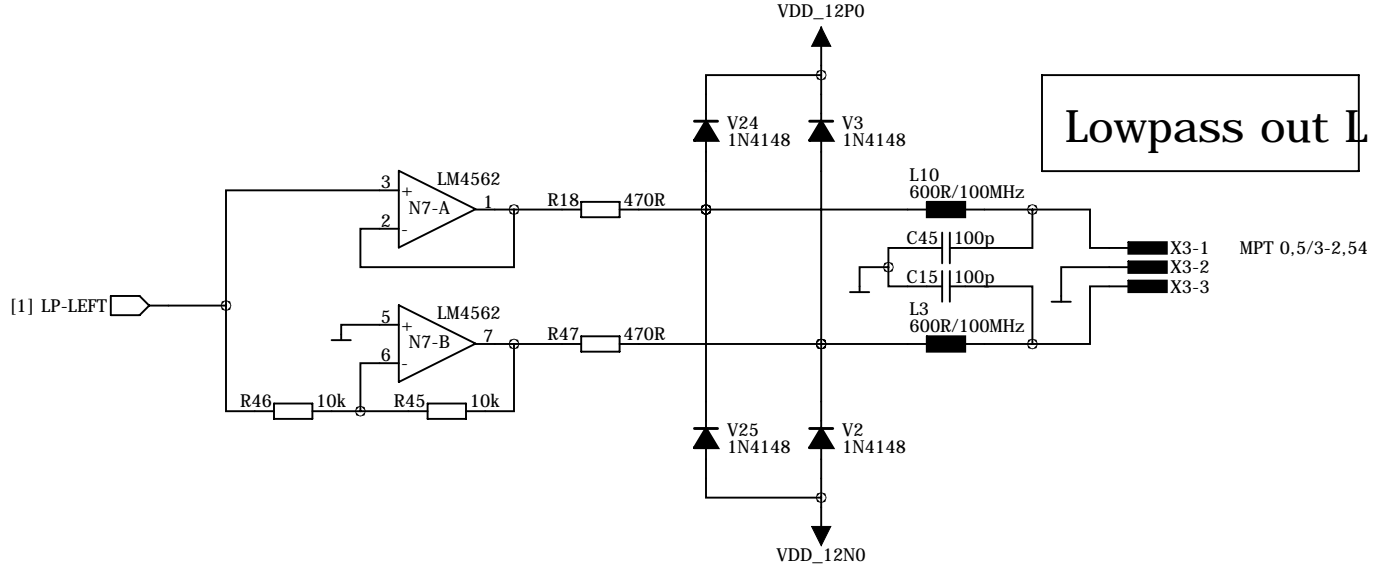 VDD_12P0
V24
1N4148
V3
1N4148
Lowpass out L
L10
600R/100MHz
LM4562
3
+
N7-A
1
2
-
R18
470R
C45
100p
X3-1
MPT 0,5/3-2,54
X3-2
C15
100p
X3-3
[1] LP-LEFT
LM4562
5
+
N7-B
7
6
-
R47
470R
L3
600R/100MHz
R46
10k
R45
10k
V25
1N4148
V2
1N4148
VDD_12N0